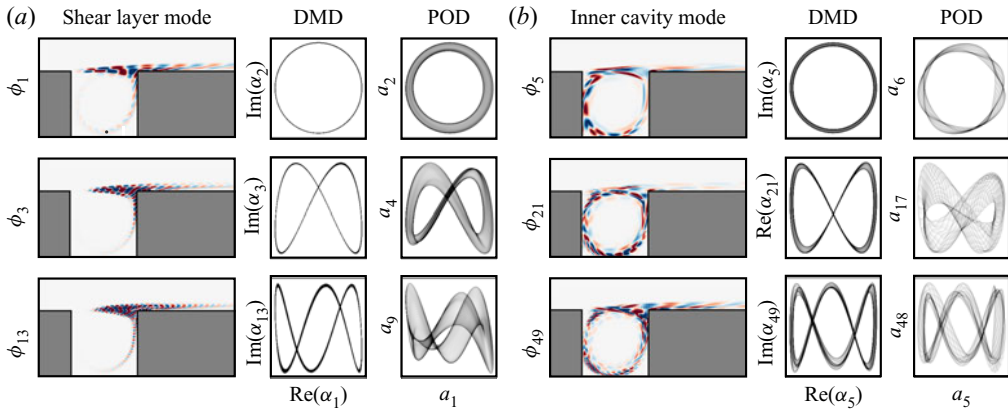 (a) Shear layer mode DMD POD (b) Inner cavity mode DMD POD
ϕ1 Im(α2) a2 ϕ5 Im(α5) a6
ϕ3 Im(α3) a4 ϕ21 Re(α21) a17
ϕ13 Im(α13) a9 ϕ49 Im(α49) a48
Re(α1) a1 Re(α5) a5